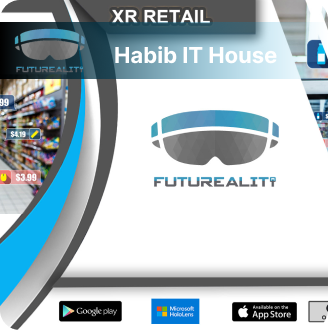 XR RETAIL
FUTUREALITY
Habib IT House
99
$4.19
$3.99
FUTUREALITY
Google play
Microsoft
HoloLens
Available on the
App Store